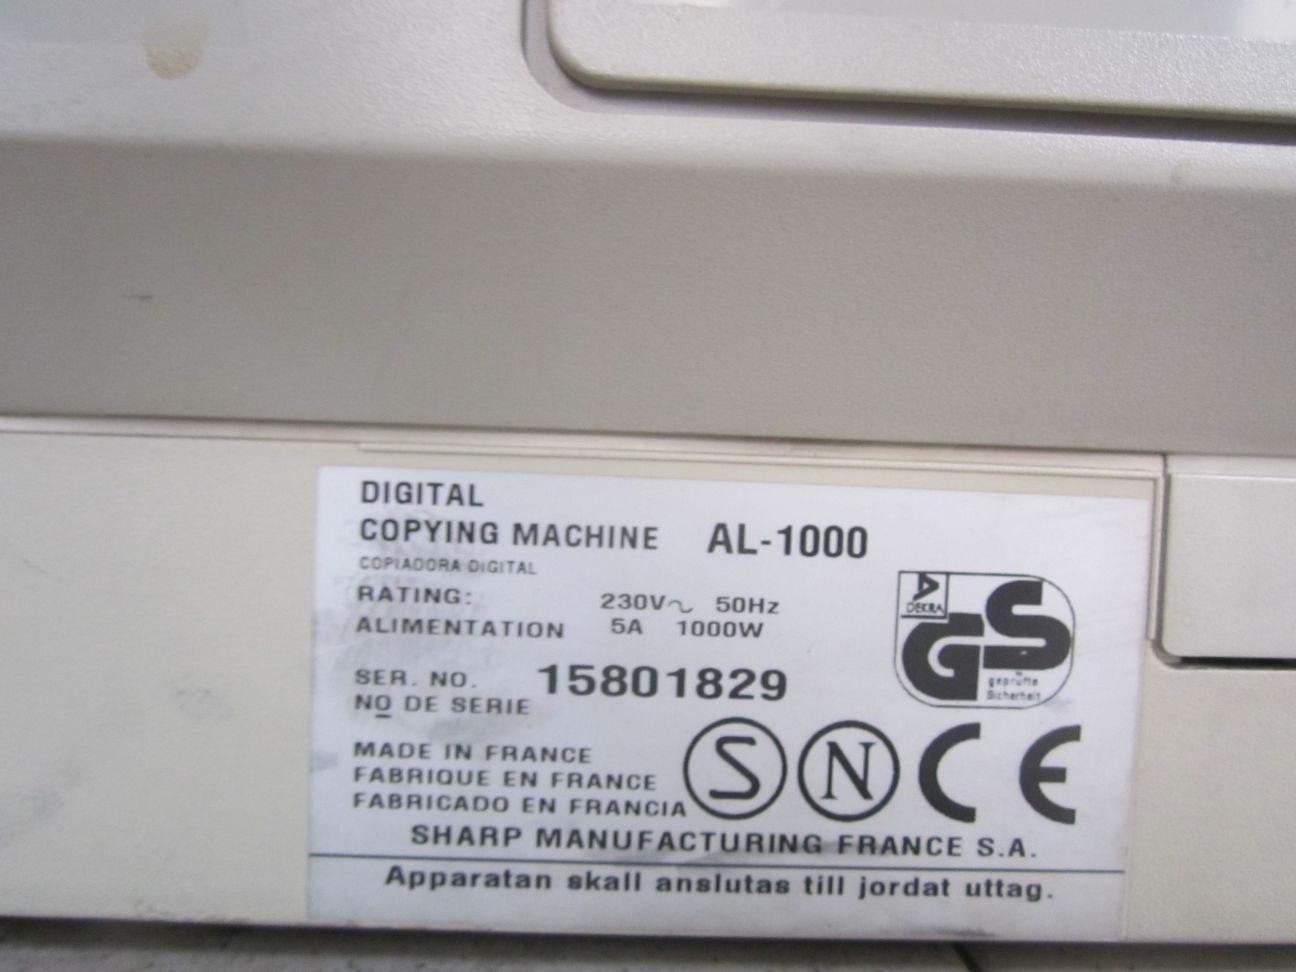 DIGITAL
COPYING MACHINE AL-1000
COPIADORA DIGITAL
RATING: 230V~ 50Hz
ALIMENTATION 5A 1000W
SER. NO. 15801829
NO DE SERIE
DEKRA
GS
geprüfte
Sicherheit
MADE IN FRANCE
FABRIQUE EN FRANCE
FABRICADO EN FRANCIA
S N CE
SHARP MANUFACTURING FRANCE S.A.
Apparatan skall anslutas till jordat uttag.